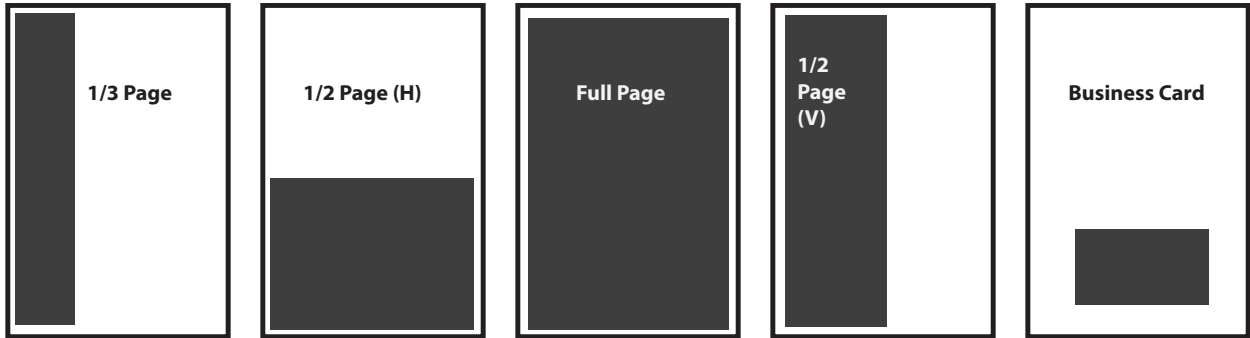 1/3 Page
1/2 Page (H)
Full Page
1/2
Page
(V)
Business Card